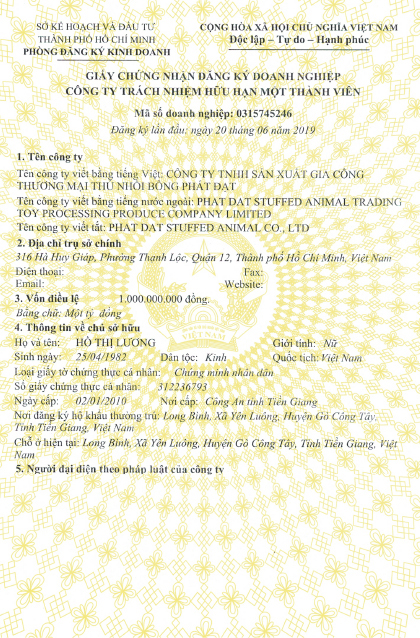 SỞ KẾ HOẠCH VÀ ĐẦU TƯ
THÀNH PHỐ HỒ CHÍ MINH
PHÒNG ĐĂNG KÝ KINH DOANH
CỘNG HÒA XÃ HỘI CHỦ NGHĨA VIỆT NAM
Độc lập – Tự do – Hạnh phúc
GIẤY CHỨNG NHẬN ĐĂNG KÝ DOANH NGHIỆP
CÔNG TY TRÁCH NHIỆM HỮU HẠN MỘT THÀNH VIÊN
Mã số doanh nghiệp: 0315745246
Đăng ký lần đầu: ngày 20 tháng 06 năm 2019
1. Tên công ty
Tên công ty viết bằng tiếng Việt: CÔNG TY TNHH SẢN XUẤT GIA CÔNG
THƯƠNG MẠI THÚ NHỒI BÔNG PHÁT ĐẠT
Tên công ty viết bằng tiếng nước ngoài: PHAT DAT STUFFED ANIMAL TRADING
TOY PROCESSING PRODUCE COMPANY LIMITED
Tên công ty viết tắt: PHAT DAT STUFFED ANIMAL CO., LTD
2. Địa chỉ trụ sở chính
316 Hà Huy Giáp, Phường Thạnh Lộc, Quận 12, Thành phố Hồ Chí Minh, Việt Nam
Điện thoại: Fax:
Email: Website:
3. Vốn điều lệ 1.000.000.000 đồng.
Bằng chữ: Một tỷ đồng
4. Thông tin về chủ sở hữu
Họ và tên: HỒ THỊ LƯƠNG Giới tính: Nữ
Sinh ngày: 25/04/1982 Dân tộc: Kinh Quốc tịch: Việt Nam
Loại giấy tờ chứng thực cá nhân: Chứng minh nhân dân
Số giấy chứng thực cá nhân: 312236793
Ngày cấp: 02/01/2010 Nơi cấp: Công An tỉnh Tiền Giang
Nơi đăng ký hộ khẩu thường trú: Long Bình, Xã Yên Luông, Huyện Gò Công Tây,
Tỉnh Tiền Giang, Việt Nam
Chỗ ở hiện tại: Long Bình, Xã Yên Luông, Huyện Gò Công Tây, Tỉnh Tiền Giang, Việt
Nam
5. Người đại diện theo pháp luật của công ty
VIỆT NAM